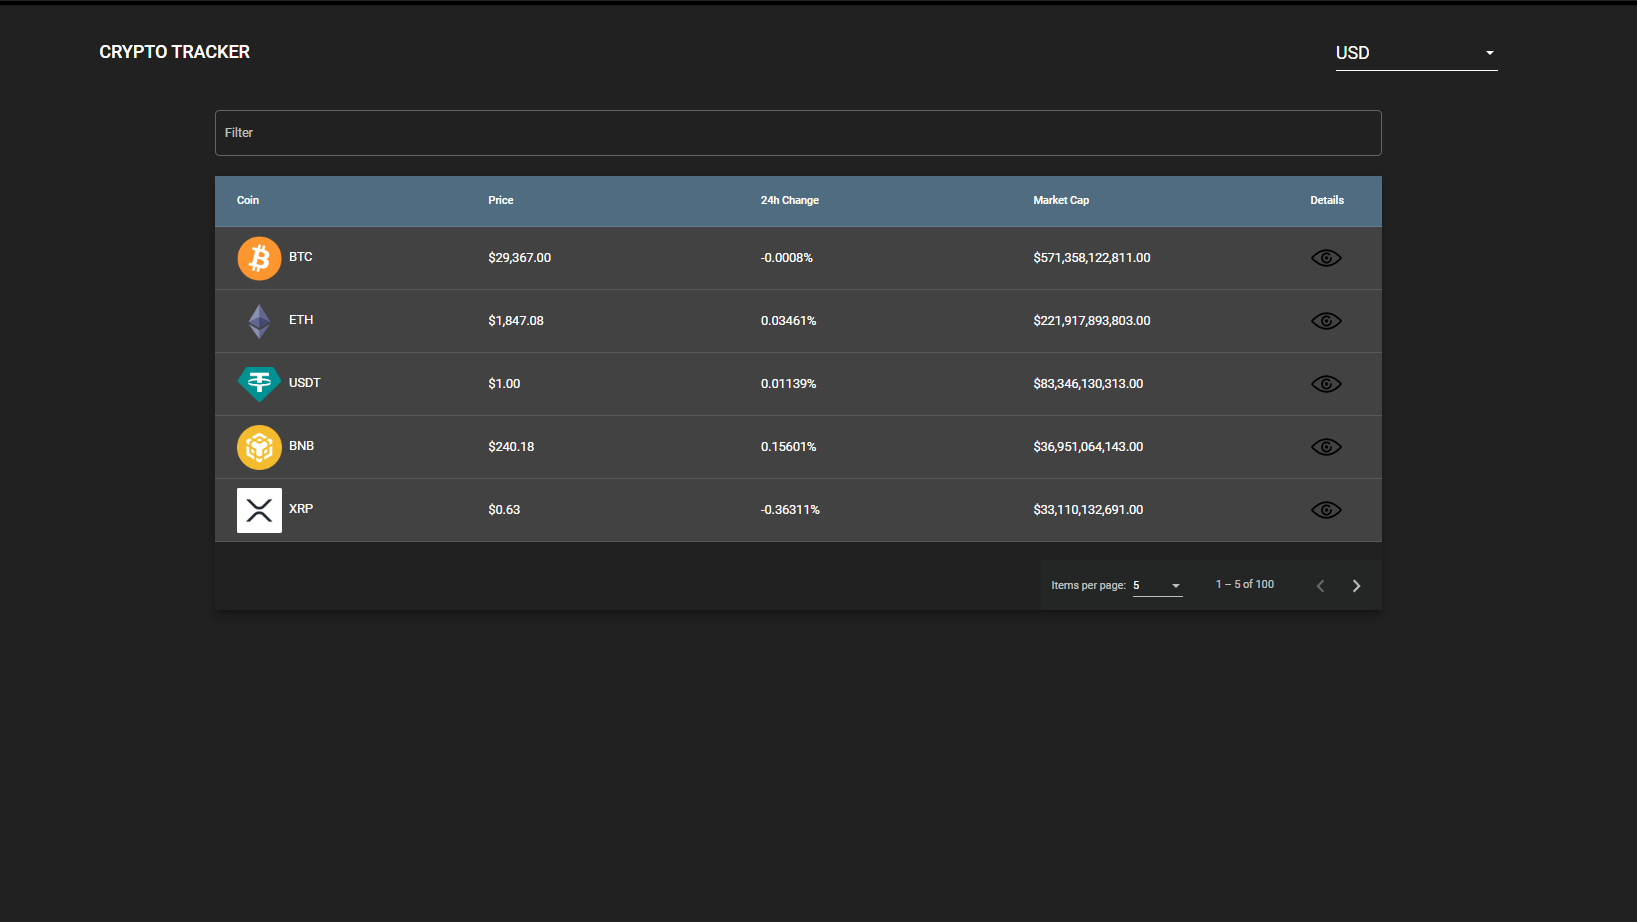 CRYPTO TRACKER
USD
Filter
Coin Price 24h Change Market Cap Details
BTC $29,367.00 -0.0008% $571,358,122,811.00
ETH $1,847.08 0.03461% $221,917,893,803.00
USDT $1.00 0.01139% $83,346,130,313.00
BNB $240.18 0.15601% $36,951,064,143.00
XRP $0.63 -0.36311% $33,110,132,691.00
Items per page: 5 1 – 5 of 100